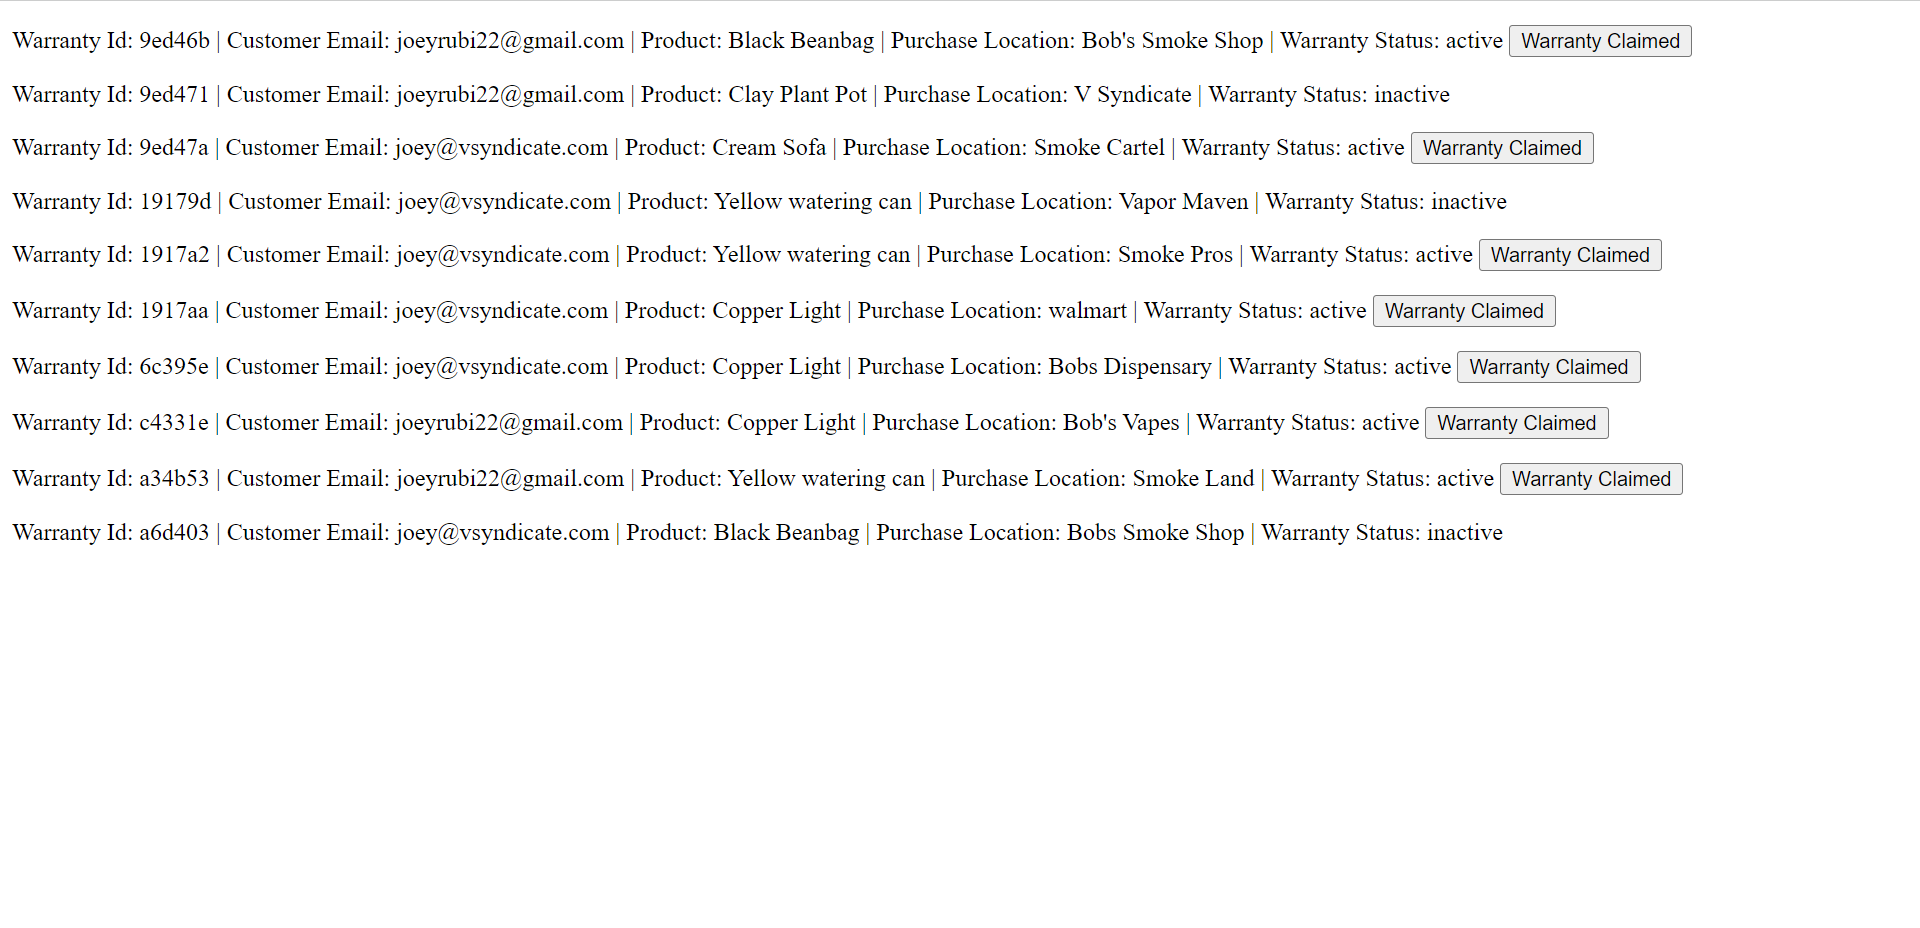 Warranty Id: 9ed46b | Customer Email: joeyrubi22@gmail.com | Product: Black Beanbag | Purchase Location: Bob's Smoke Shop | Warranty Status: active Warranty Claimed
Warranty Id: 9ed471 | Customer Email: joeyrubi22@gmail.com | Product: Clay Plant Pot | Purchase Location: V Syndicate | Warranty Status: inactive
Warranty Id: 9ed47a | Customer Email: joey@vsyndicate.com | Product: Cream Sofa | Purchase Location: Smoke Cartel | Warranty Status: active Warranty Claimed
Warranty Id: 19179d | Customer Email: joey@vsyndicate.com | Product: Yellow watering can | Purchase Location: Vapor Maven | Warranty Status: inactive
Warranty Id: 1917a2 | Customer Email: joey@vsyndicate.com | Product: Yellow watering can | Purchase Location: Smoke Pros | Warranty Status: active Warranty Claimed
Warranty Id: 1917aa | Customer Email: joey@vsyndicate.com | Product: Copper Light | Purchase Location: walmart | Warranty Status: active Warranty Claimed
Warranty Id: 6c395e | Customer Email: joey@vsyndicate.com | Product: Copper Light | Purchase Location: Bobs Dispensary | Warranty Status: active Warranty Claimed
Warranty Id: c4331e | Customer Email: joeyrubi22@gmail.com | Product: Copper Light | Purchase Location: Bob's Vapes | Warranty Status: active Warranty Claimed
Warranty Id: a34b53 | Customer Email: joeyrubi22@gmail.com | Product: Yellow watering can | Purchase Location: Smoke Land | Warranty Status: active Warranty Claimed
Warranty Id: a6d403 | Customer Email: joey@vsyndicate.com | Product: Black Beanbag | Purchase Location: Bobs Smoke Shop | Warranty Status: inactive